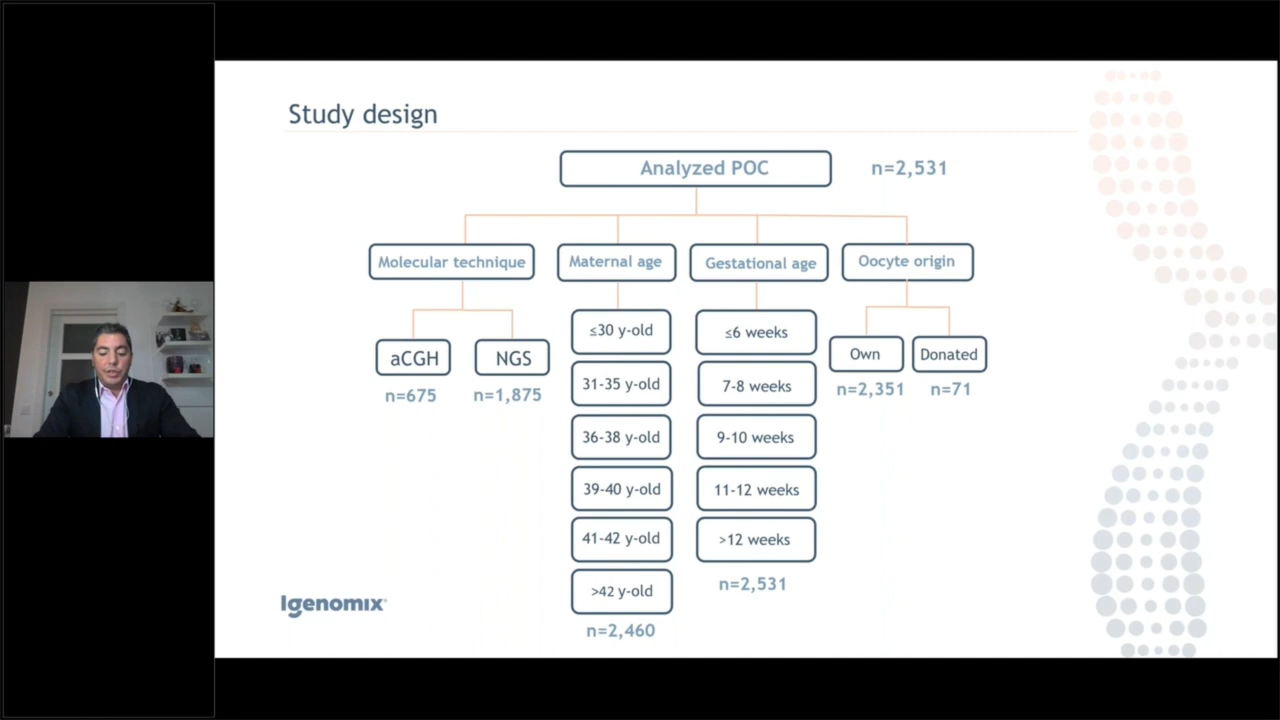 Study design
Analyzed POC
n=2,531
Molecular technique
Maternal age
Gestational age
Oocyte origin
aCGH
n=675
NGS
n=1,875
≤30 y-old
31-35 y-old
36-38 y-old
39-40 y-old
41-42 y-old
>42 y-old
n=2,460
≤6 weeks
7-8 weeks
9-10 weeks
11-12 weeks
>12 weeks
n=2,531
Own
n=2,351
Donated
n=71
Igenomix